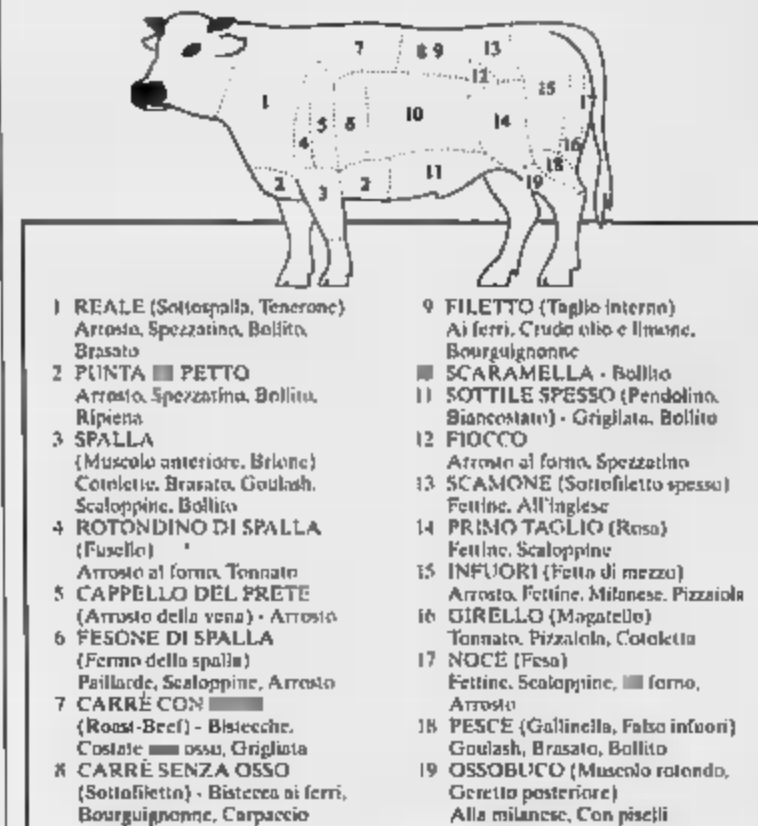 7
8 9
13
12
15
1
5
6
10
14
17
4
16
18
2
3
2
11
19
1 REALE (Sottospalla, Tenerone)
Arrosto, Spezzatino, Bollito,
Brasato
2 PUNTA PETTO
Arrosto, Spezzatino, Bollito,
Ripiena
3 SPALLA
(Muscolo anteriore, Brione)
Cotolette, Brasato, Goulash,
Scaloppine, Bollito
4 ROTONDINO DI SPALLA
(Fusello)
Arrosto al forno, Tonnato
5 CAPPELLO DEL PRETE
(Arrosto della vena) - Arrosto
6 FESONE DI SPALLA
(Fermo della spalla)
Paillarde, Scaloppine, Arrosto
7 CARRÈ CON
(Roast-Beef) - Bistecche,
Costate osso, Grigliata
8 CARRÈ SENZA OSSO
(Sottofiletto) - Bistecca ai ferri,
Bourguignonne, Carpaccio
9 FILETTO (Taglio interno)
Ai ferri, Crudo olio e limone,
Bourguignonne
SCARAMELLA - Bollito
11 SOTTILE SPESSO (Pendolino,
Biancostato) - Grigliata, Bollito
12 FIOCCO
Arrosto al forno, Spezzatino
13 SCAMONE (Sottofiletto spesso)
Fettine, All'inglese
14 PRIMO TAGLIO (Rosa)
Fettine, Scaloppine
15 INFUORI (Fetta di mezzo)
Arrosto, Fettine, Milanese, Pizzaiola
16 GIRELLO (Magatello)
Tonnato, Pizzaiola, Cotoletta
17 NOCE (Fesa)
Fettine, Scaloppine, forno,
Arrosto
18 PESCE (Gallinella, Falso infuori)
Goulash, Brasato, Bollito
19 OSSOBUCO (Muscolo rotondo,
Geretto posteriore)
Alla milanese, Con piselli